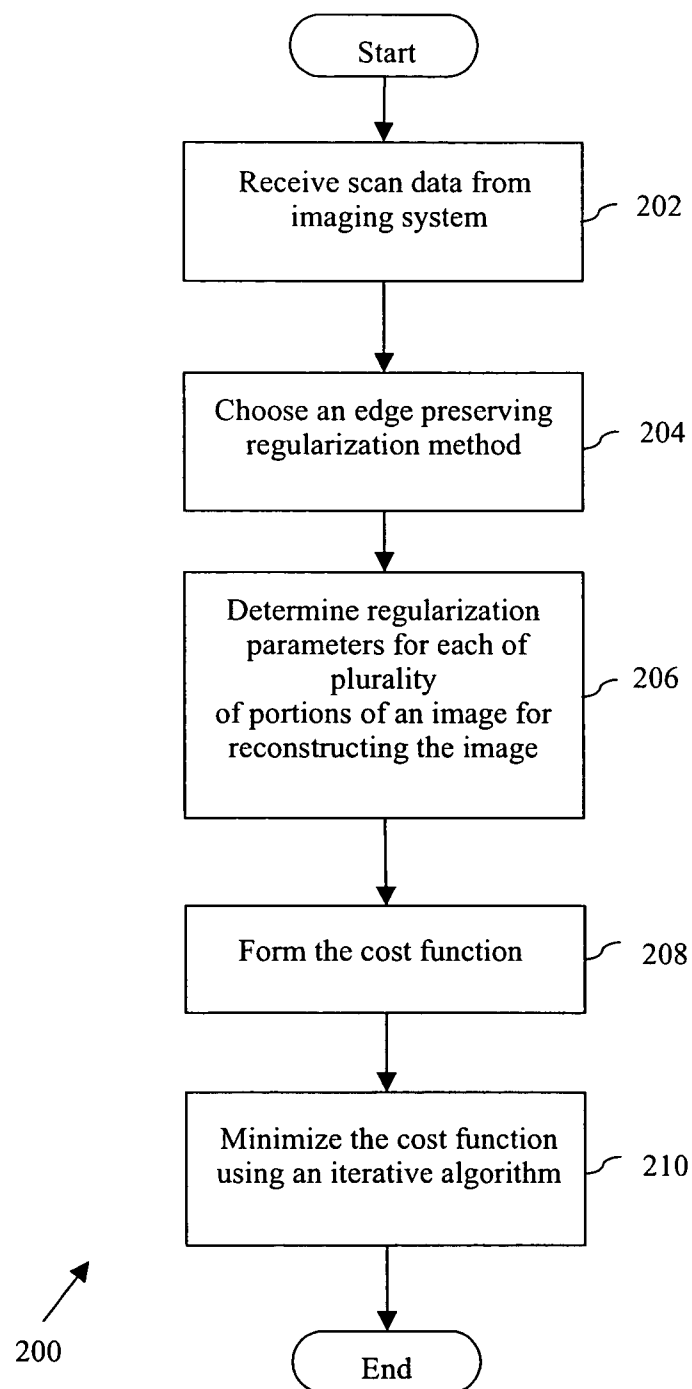 Start
Receive scan data from
imaging system
202
Choose an edge preserving
regularization method
204
Determine regularization
parameters for each of
plurality
of portions of an image for
reconstructing the image
206
Form the cost function
208
Minimize the cost function
using an iterative algorithm
210
200
End